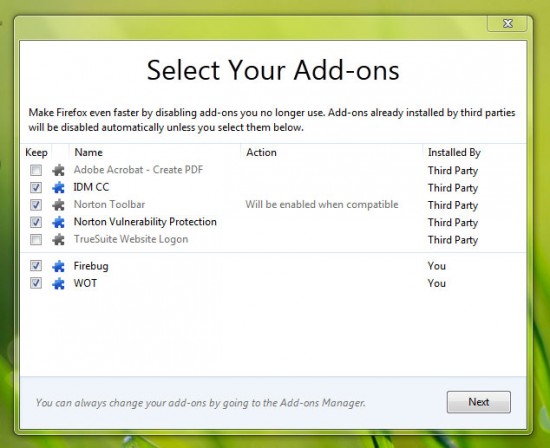 Select Your Add-ons
Make Firefox even faster by disabling add-ons you no longer use. Add-ons already installed by third parties
will be disabled automatically unless you select them below.
Keep Name Action Installed By
Adobe Acrobat - Create PDF Third Party
IDM CC Third Party
Norton Toolbar Will be enabled when compatible Third Party
Norton Vulnerability Protection Third Party
TrueSuite Website Logon Third Party
Firebug You
WOT You
You can always change your add-ons by going to the Add-ons Manager. Next